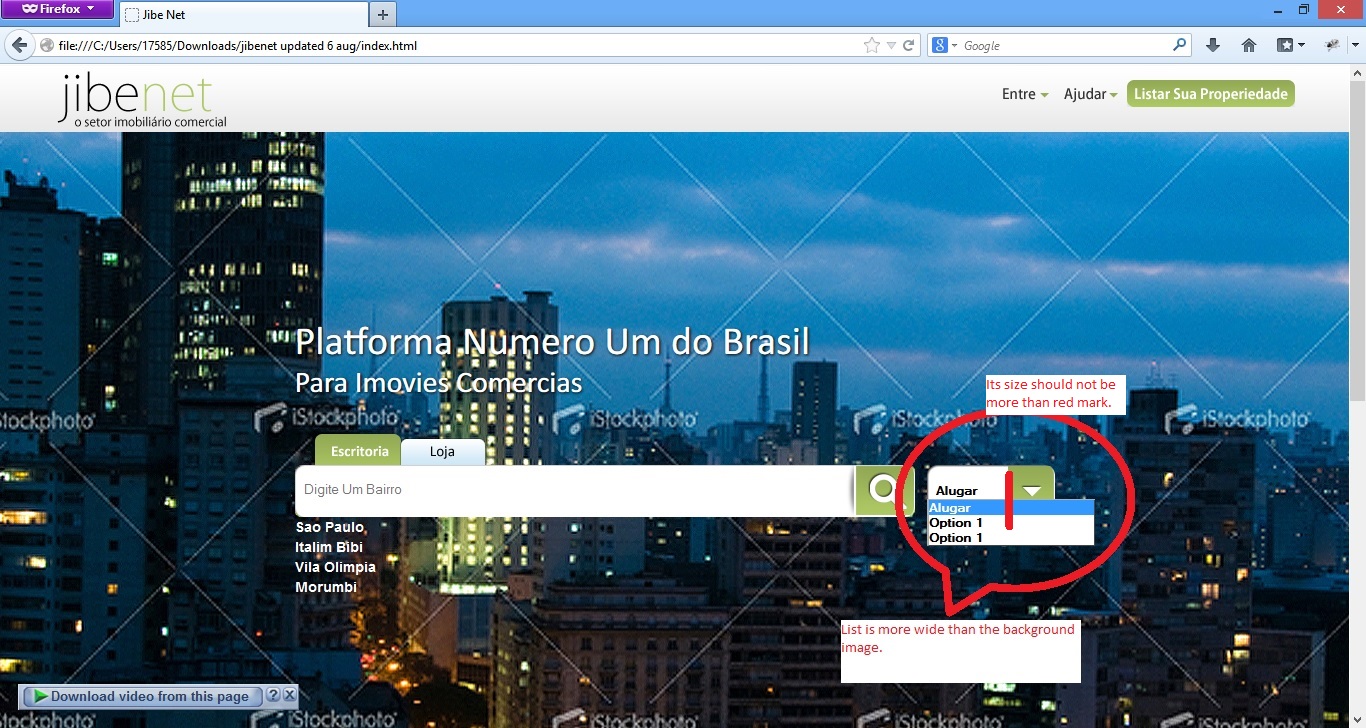 Firefox
Jibe Net
file:///C:/Users/17585/Downloads/jibenet updated 6 aug/index.html
Google
jibenet
o setor imobiliário comercial
Entre
Ajudar
Listar Sua Properiedade
Platforma Numero Um do Brasil
Para Imovies Comercias
Its size should not be
more than red mark.
iStockphoto
iStockphoto
iStockphoto
iStockphoto
iStockphoto
Escritoria
Loja
Digite Um Bairro
Alugar
Alugar
Option 1
Option 1
Sao Paulo
Italim Bibi
Vila Olimpia
Morumbi
List is more wide than the background
image.
Download video from this page
iStockphoto
iStockphoto
iStockphoto
iStockphoto
iStockphoto